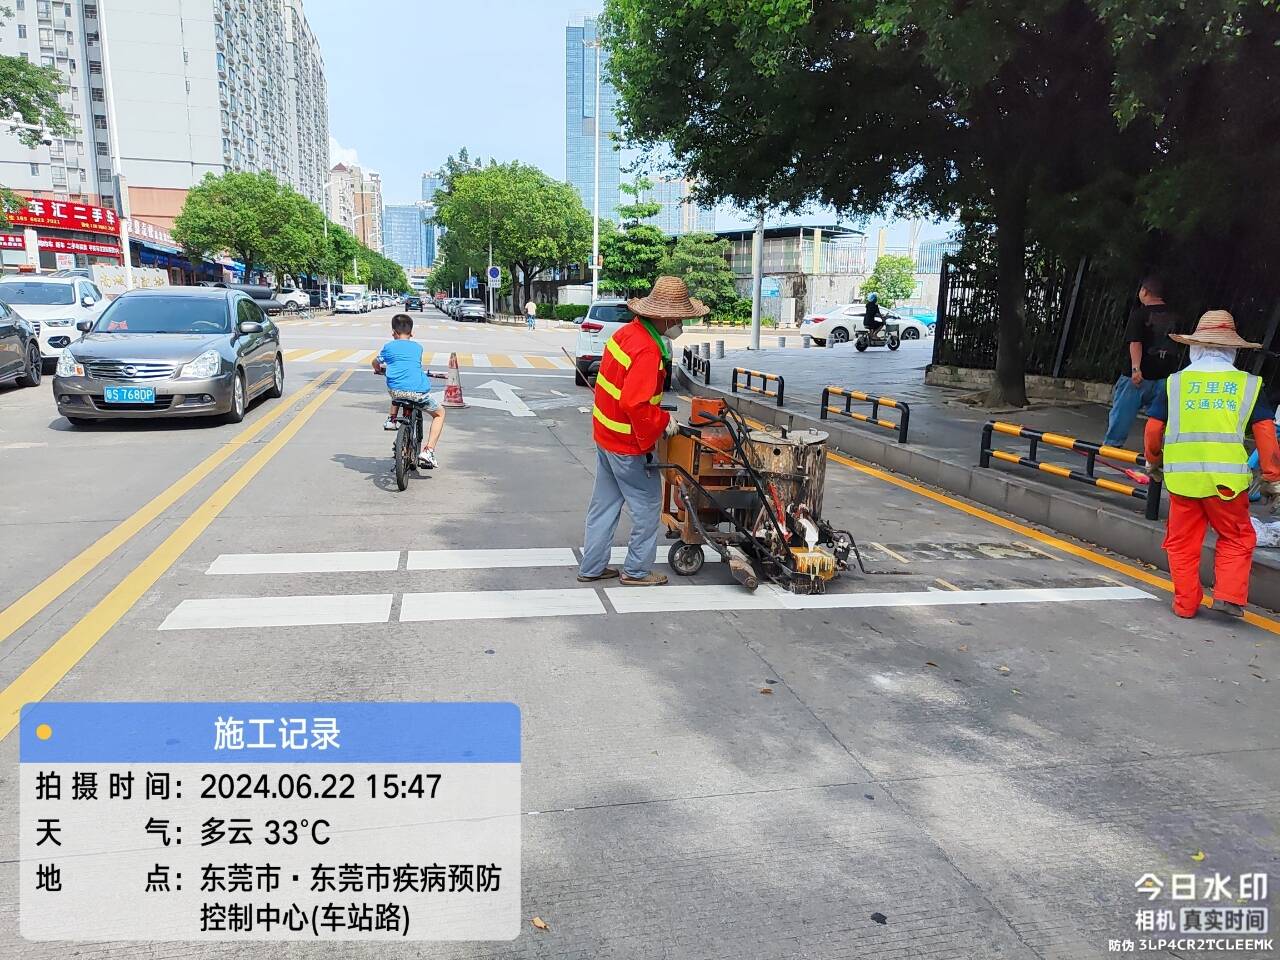 车汇二手车
粤S 768DP
万里路
交通设施
施工记录
拍摄时间：2024.06.22 15:47
天气：多云 33℃
地点：东莞市·东莞市疾病预防
控制中心(车站路)
今日水印
相机 真实时间
防伪 3LP4CR2TCLEEMK